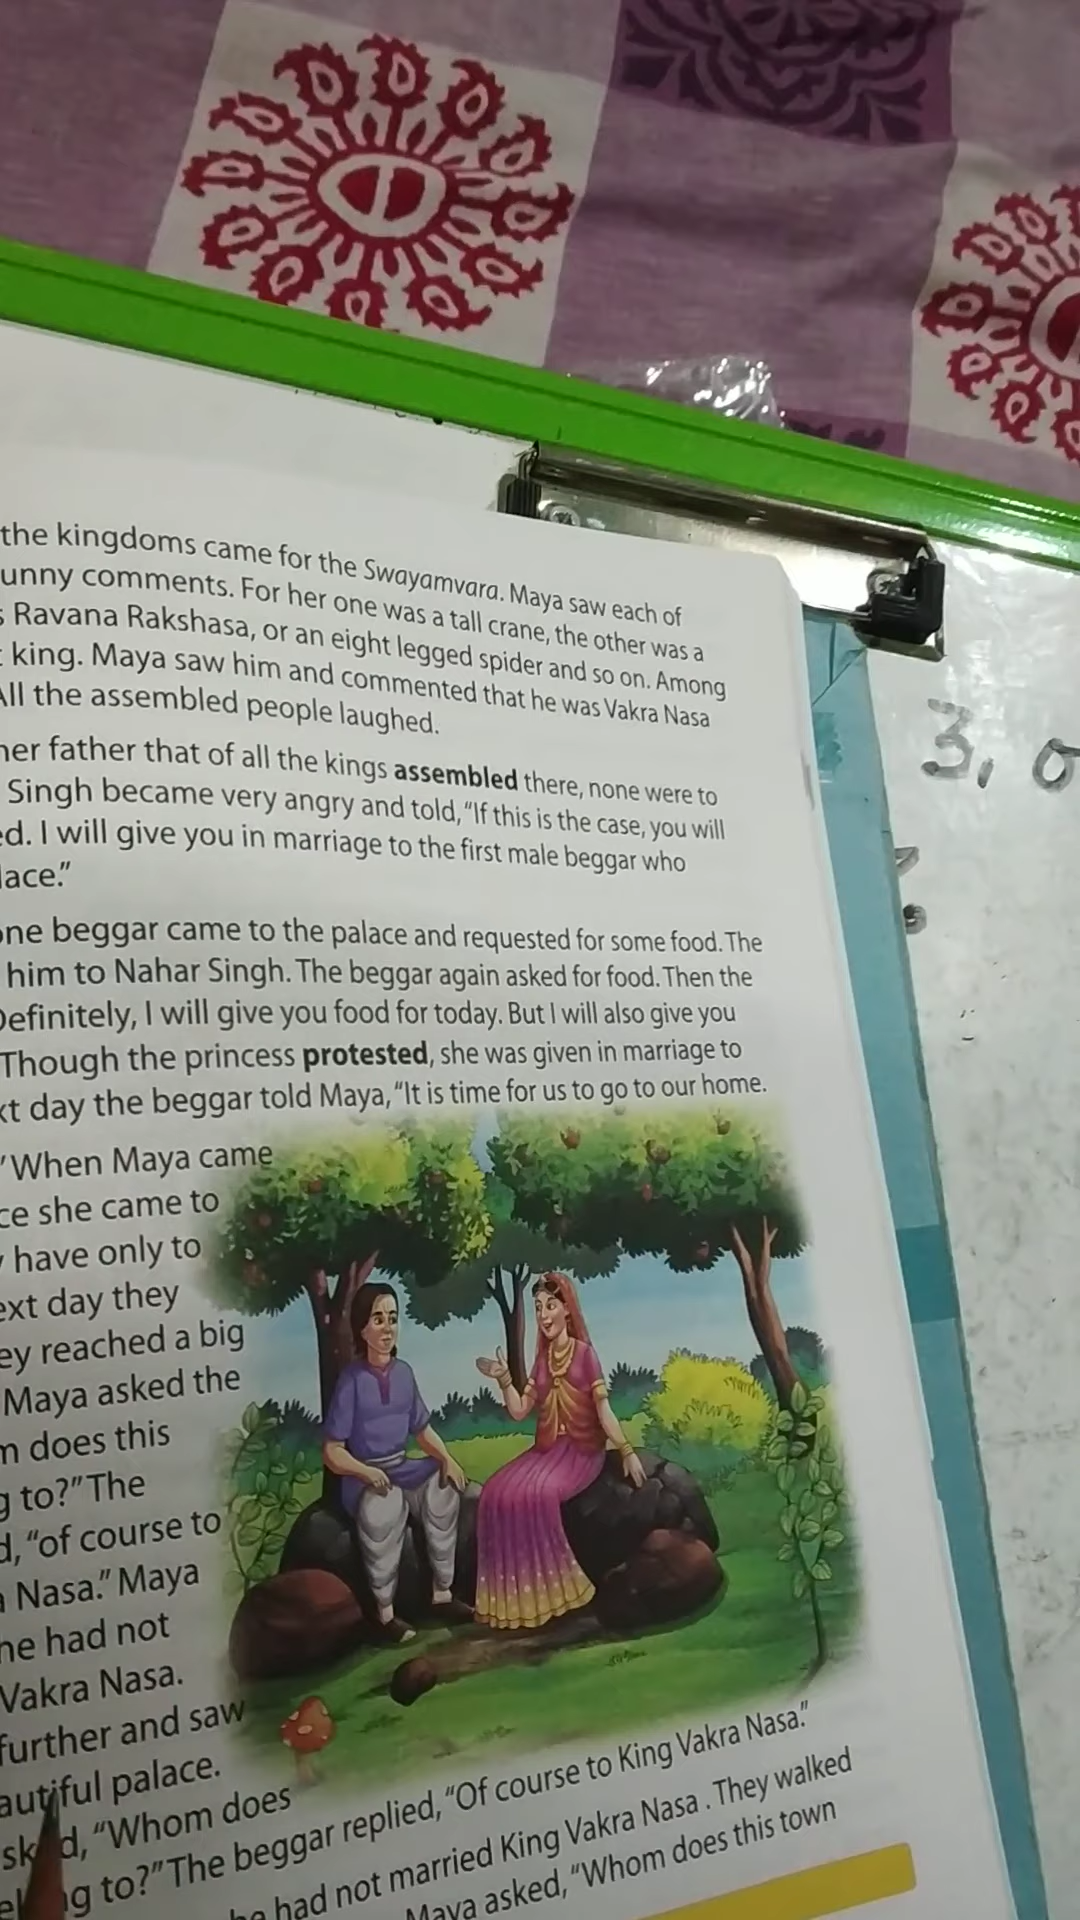 the kingdoms came for the Swayamvara. Maya saw each of
unny comments. For her one was a tall crane, the other was a
s Ravana Rakshasa, or an eight legged spider and so on. Among
king. Maya saw him and commented that he was Vakra Nasa
All the assembled people laughed.
her father that of all the kings assembled there, none were to
Singh became very angry and told, "If this is the case, you will
ed. I will give you in marriage to the first male beggar who
lace."
one beggar came to the palace and requested for some food. The
him to Nahar Singh. The beggar again asked for food. Then the
Definitely, I will give you food for today. But I will also give you
Though the princess protested, she was given in marriage to
xt day the beggar told Maya, "It is time for us to go to our home.
"When Maya came
ce she came to
y have only to
ext day they
ey reached a big
Maya asked the
m does this
g to?" The
d, "of course to
a Nasa." Maya
he had not
Vakra Nasa.
further and saw
autiful palace.
sked, "Whom does
ng to?" The beggar replied, "Of course to King Vakra Nasa."
he had not married King Vakra Nasa . They walked
Maya asked, "Whom does this town
3,